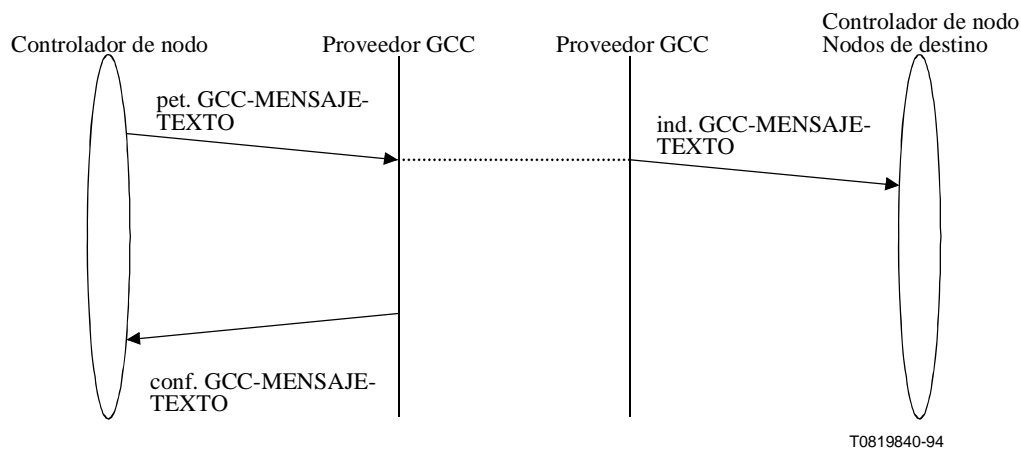 Controlador de nodo
Proveedor GCC
Proveedor GCC
Controlador de nodo
Nodos de destino
pet. GCC-MENSAJE-
TEXTO
ind. GCC-MENSAJE-
TEXTO
conf. GCC-MENSAJE-
TEXTO
T0819840-94